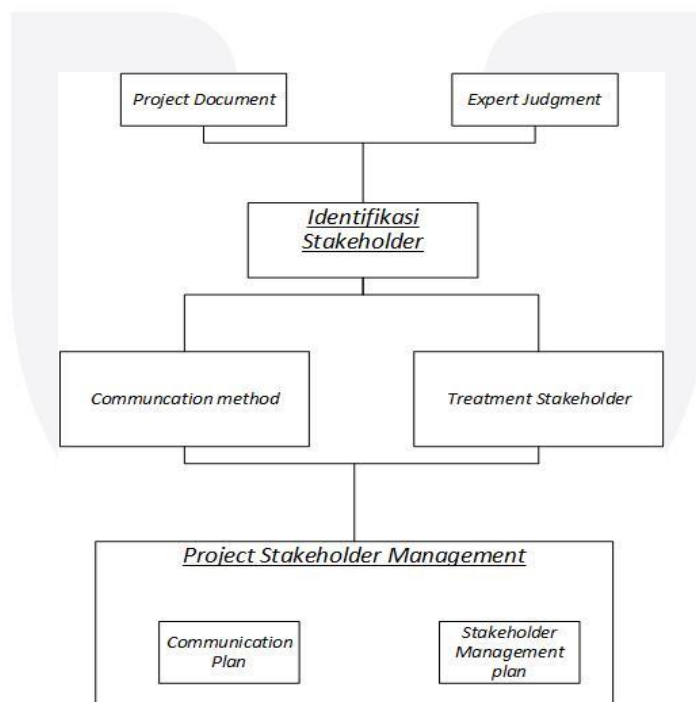 Project Document
Expert Judgment
Identifikasi
Stakeholder
Communcation method
Treatment Stakeholder
Project Stakeholder Management
Communication
Plan
Stakeholder
Management
plan